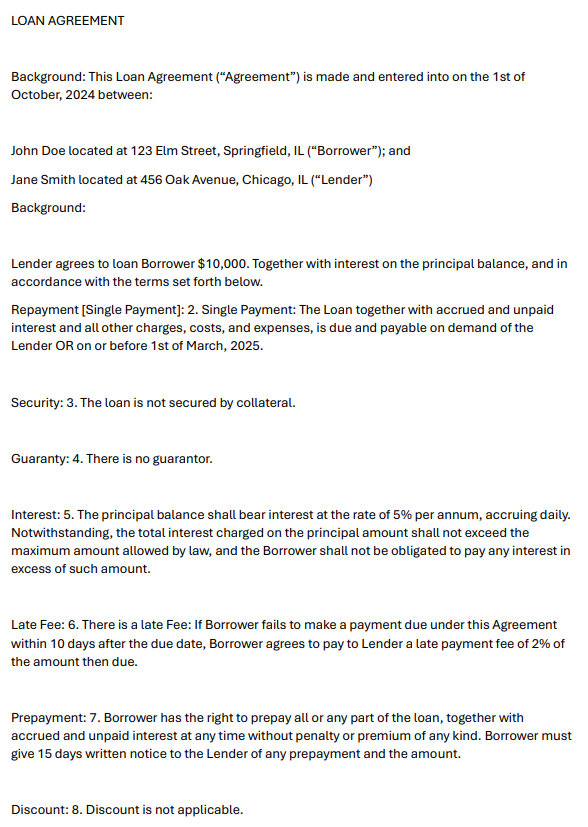 LOAN AGREEMENT
Background: This Loan Agreement (“Agreement”) is made and entered into on the 1st of
October, 2024 between:
John Doe located at 123 Elm Street, Springfield, IL (“Borrower”); and
Jane Smith located at 456 Oak Avenue, Chicago, IL (“Lender”)
Background:
Lender agrees to loan Borrower $10,000. Together with interest on the principal balance, and in
accordance with the terms set forth below.
Repayment [Single Payment]: 2. Single Payment: The Loan together with accrued and unpaid
interest and all other charges, costs, and expenses, is due and payable on demand of the
Lender OR on or before 1st of March, 2025.
Security: 3. The loan is not secured by collateral.
Guaranty: 4. There is no guarantor.
Interest: 5. The principal balance shall bear interest at the rate of 5% per annum, accruing daily.
Notwithstanding, the total interest charged on the principal amount shall not exceed the
maximum amount allowed by law, and the Borrower shall not be obligated to pay any interest in
excess of such amount.
Late Fee: 6. There is a late Fee: If Borrower fails to make a payment due under this Agreement
within 10 days after the due date, Borrower agrees to pay to Lender a late payment fee of 2% of
the amount then due.
Prepayment: 7. Borrower has the right to prepay all or any part of the loan, together with
accrued and unpaid interest at any time without penalty or premium of any kind. Borrower must
give 15 days written notice to the Lender of any prepayment and the amount.
Discount: 8. Discount is not applicable.